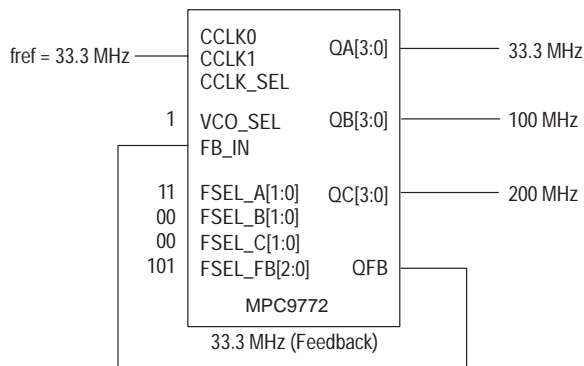 fref = 33.3 MHz
CCLK0
CCLK1
CCLK_SEL
QA[3:0]
33.3 MHz
1
VCO_SEL
FB_IN
QB[3:0]
100 MHz
11 FSEL_A[1:0]
00 FSEL_B[1:0]
00 FSEL_C[1:0]
101 FSEL_FB[2:0]
QC[3:0]
200 MHz
QFB
MPC9772
33.3 MHz (Feedback)